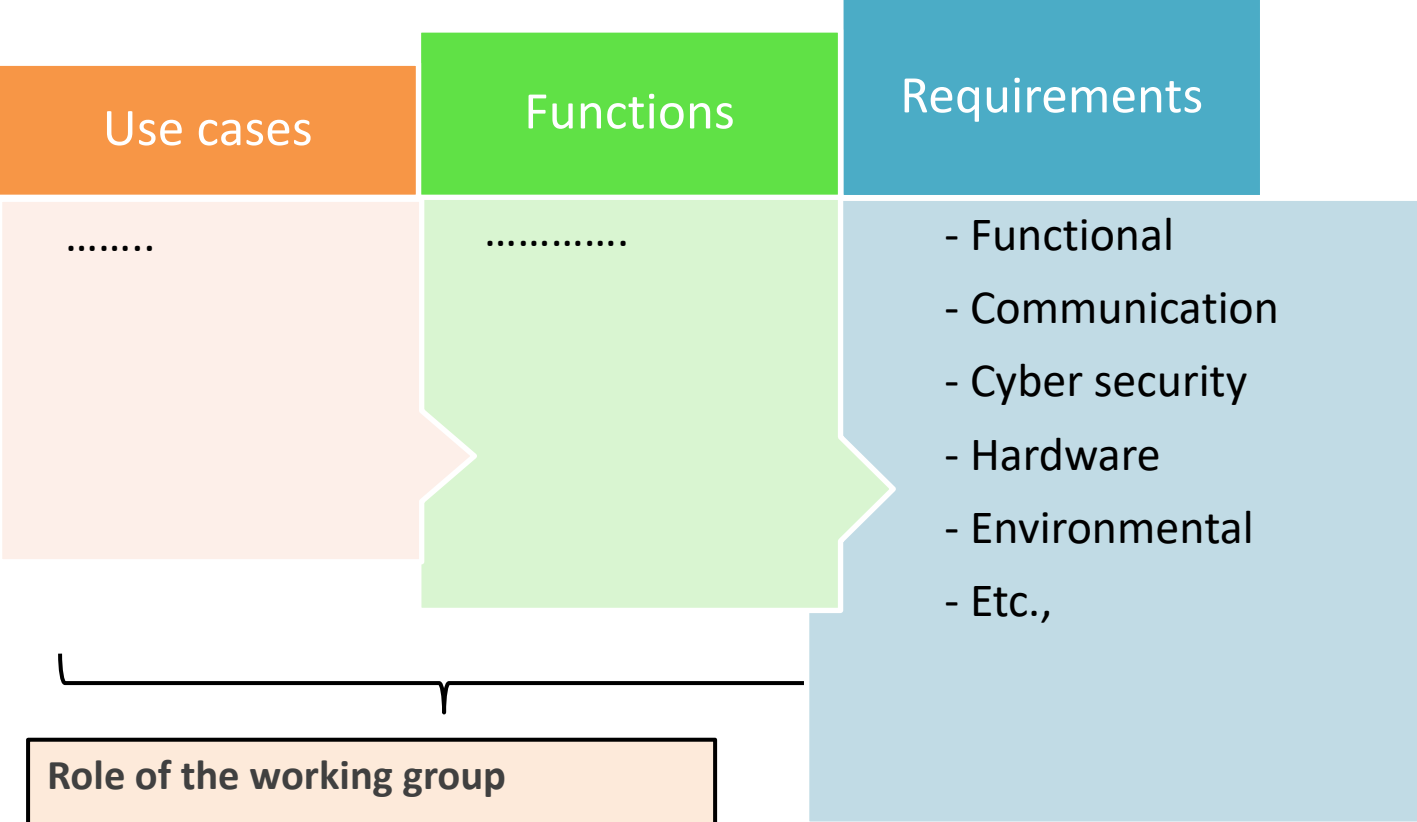 Use cases
Functions
Requirements
……..
………….
- Functional
- Communication
- Cyber security
- Hardware
- Environmental
- Etc.,
Role of the working group